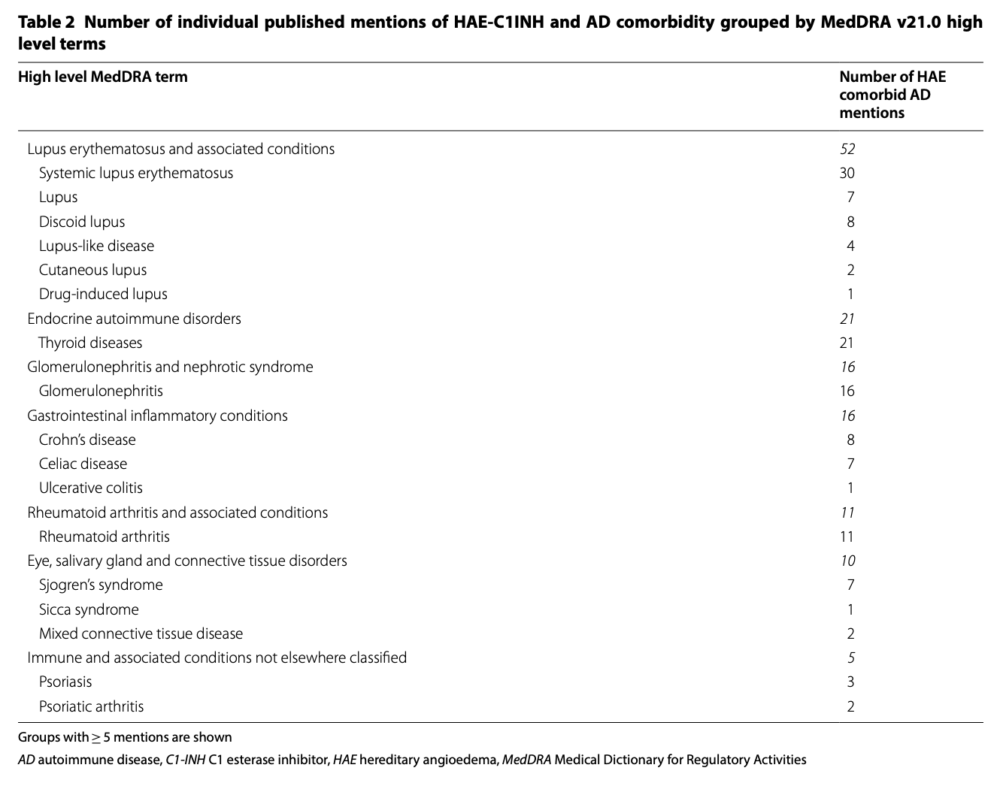 Table 2 Number of individual published mentions of HAE-C1INH and AD comorbidity grouped by MedDRA v21.0 high
level terms
High level MedDRA term
Number of HAE
comorbid AD
mentions
Lupus erythematosus and associated conditions 52
Systemic lupus erythematosus 30
Lupus 7
Discoid lupus 8
Lupus-like disease 4
Cutaneous lupus 2
Drug-induced lupus 1
Endocrine autoimmune disorders 21
Thyroid diseases 21
Glomerulonephritis and nephrotic syndrome 16
Glomerulonephritis 16
Gastrointestinal inflammatory conditions 16
Crohn’s disease 8
Celiac disease 7
Ulcerative colitis 1
Rheumatoid arthritis and associated conditions 11
Rheumatoid arthritis 11
Eye, salivary gland and connective tissue disorders 10
Sjogren’s syndrome 7
Sicca syndrome 1
Mixed connective tissue disease 2
Immune and associated conditions not elsewhere classified 5
Psoriasis 3
Psoriatic arthritis 2
Groups with ≥ 5 mentions are shown
AD autoimmune disease, C1-INH C1 esterase inhibitor, HAE hereditary angioedema, MedDRA Medical Dictionary for Regulatory Activities